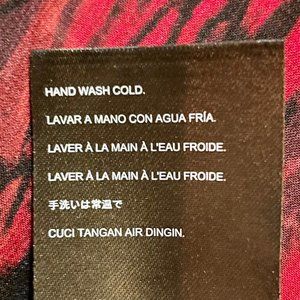 HAND WASH COLD.
LAVAR A MANO CON AGUA FRÍA.
LAVER À LA MAIN À L'EAU FROIDE.
LAVER À LA MAIN À L'EAU FROIDE.
手洗いは常温で
CUCI TANGAN AIR DINGIN.